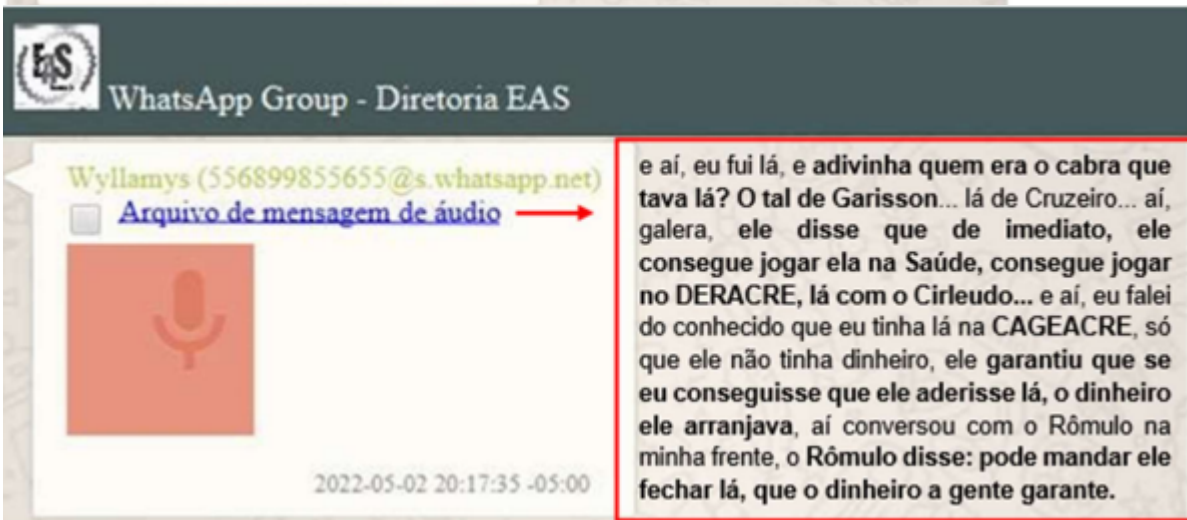 EAS
WhatsApp Group - Diretoria EAS
Wyllamys (556899855655@s.whatsapp.net)
Arquivo de mensagem de áudio
2022-05-02 20:17:35 -05:00
e aí, eu fui lá, e adivinha quem era o cabra que
tava lá? O tal de Garisson... lá de Cruzeiro... aí,
galera, ele disse que de imediato, ele
consegue jogar ela na Saúde, consegue jogar
no DERACRE, lá com o Cirleudo... e aí, eu falei
do conhecido que eu tinha lá na CAGEACRE, só
que ele não tinha dinheiro, ele garantiu que se
eu conseguisse que ele aderisse lá, o dinheiro
ele arranjava, aí conversou com o Rômulo na
minha frente, o Rômulo disse: pode mandar ele
fechar lá, que o dinheiro a gente garante.